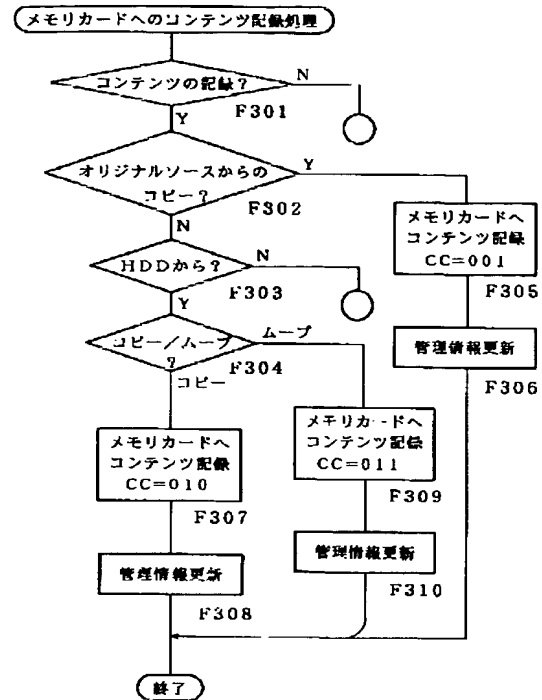 メモリカードへのコンテンツ記録処理
コンテンツの記録?
N
F301
Y
オリジナルソースからの
コピー?
Y
F302
N
メモリカードへ
コンテンツ記録
CC=001
F305
HDDから?
N
F303
Y
管理情報更新
F306
コピー/ムーブ
?
ムーブ
F304
コピー
メモリカードへ
コンテンツ記録
CC=011
F309
メモリカードへ
コンテンツ記録
CC=010
F307
管理情報更新
F310
管理情報更新
F308
終了